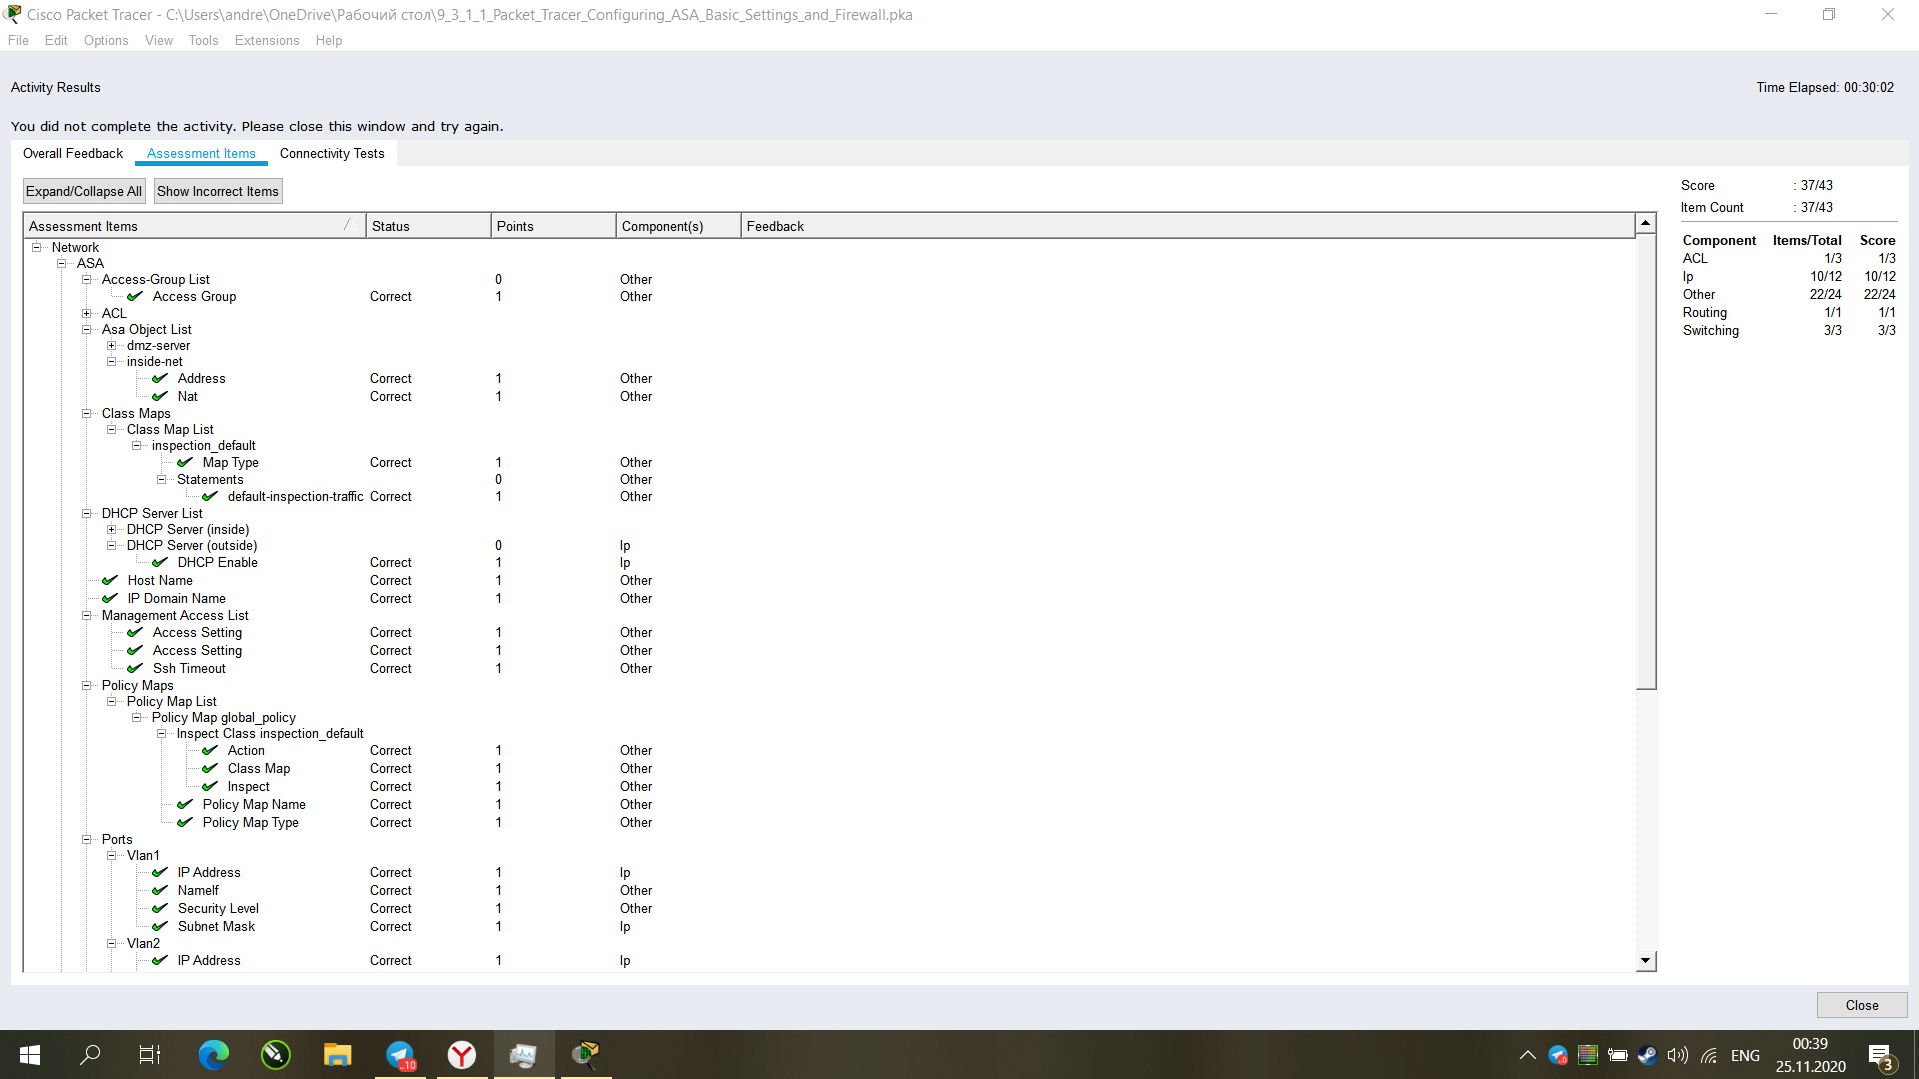 Cisco Packet Tracer - C:\Users\andre\OneDrive\Рабочий стол\9_3_1_1_Packet_Tracer_Configuring_ASA_Basic_Settings_and_Firewall.pka
File Edit Options View Tools Extensions Help
Activity Results
Time Elapsed: 00:30:02
You did not complete the activity. Please close this window and try again.
Overall Feedback Assessment Items Connectivity Tests
Expand/Collapse All Show Incorrect Items
Assessment Items Status Points Component(s) Feedback
Network
ASA
Access-Group List 0 Other
Access Group Correct 1 Other
ACL
Asa Object List
dmz-server
inside-net
Address Correct 1 Other
Nat Correct 1 Other
Class Maps
Class Map List
inspection_default
Map Type Correct 1 Other
Statements 0 Other
default-inspection-traffic Correct 1 Other
DHCP Server List
DHCP Server (inside)
DHCP Server (outside) 0 Ip
DHCP Enable Correct 1 Ip
Host Name Correct 1 Other
IP Domain Name Correct 1 Other
Management Access List
Access Setting Correct 1 Other
Access Setting Correct 1 Other
Ssh Timeout Correct 1 Other
Policy Maps
Policy Map List
Policy Map global_policy
Inspect Class inspection_default
Action Correct 1 Other
Class Map Correct 1 Other
Inspect Correct 1 Other
Policy Map Name Correct 1 Other
Policy Map Type Correct 1 Other
Ports
Vlan1
IP Address Correct 1 Ip
NameIf Correct 1 Other
Security Level Correct 1 Other
Subnet Mask Correct 1 Ip
Vlan2
IP Address Correct 1 Ip
Score : 37/43
Item Count : 37/43
Component Items/Total Score
ACL 1/3 1/3
Ip 10/12 10/12
Other 22/24 22/24
Routing 1/1 1/1
Switching 3/3 3/3
Close
..10
ENG
00:39
25.11.2020
3